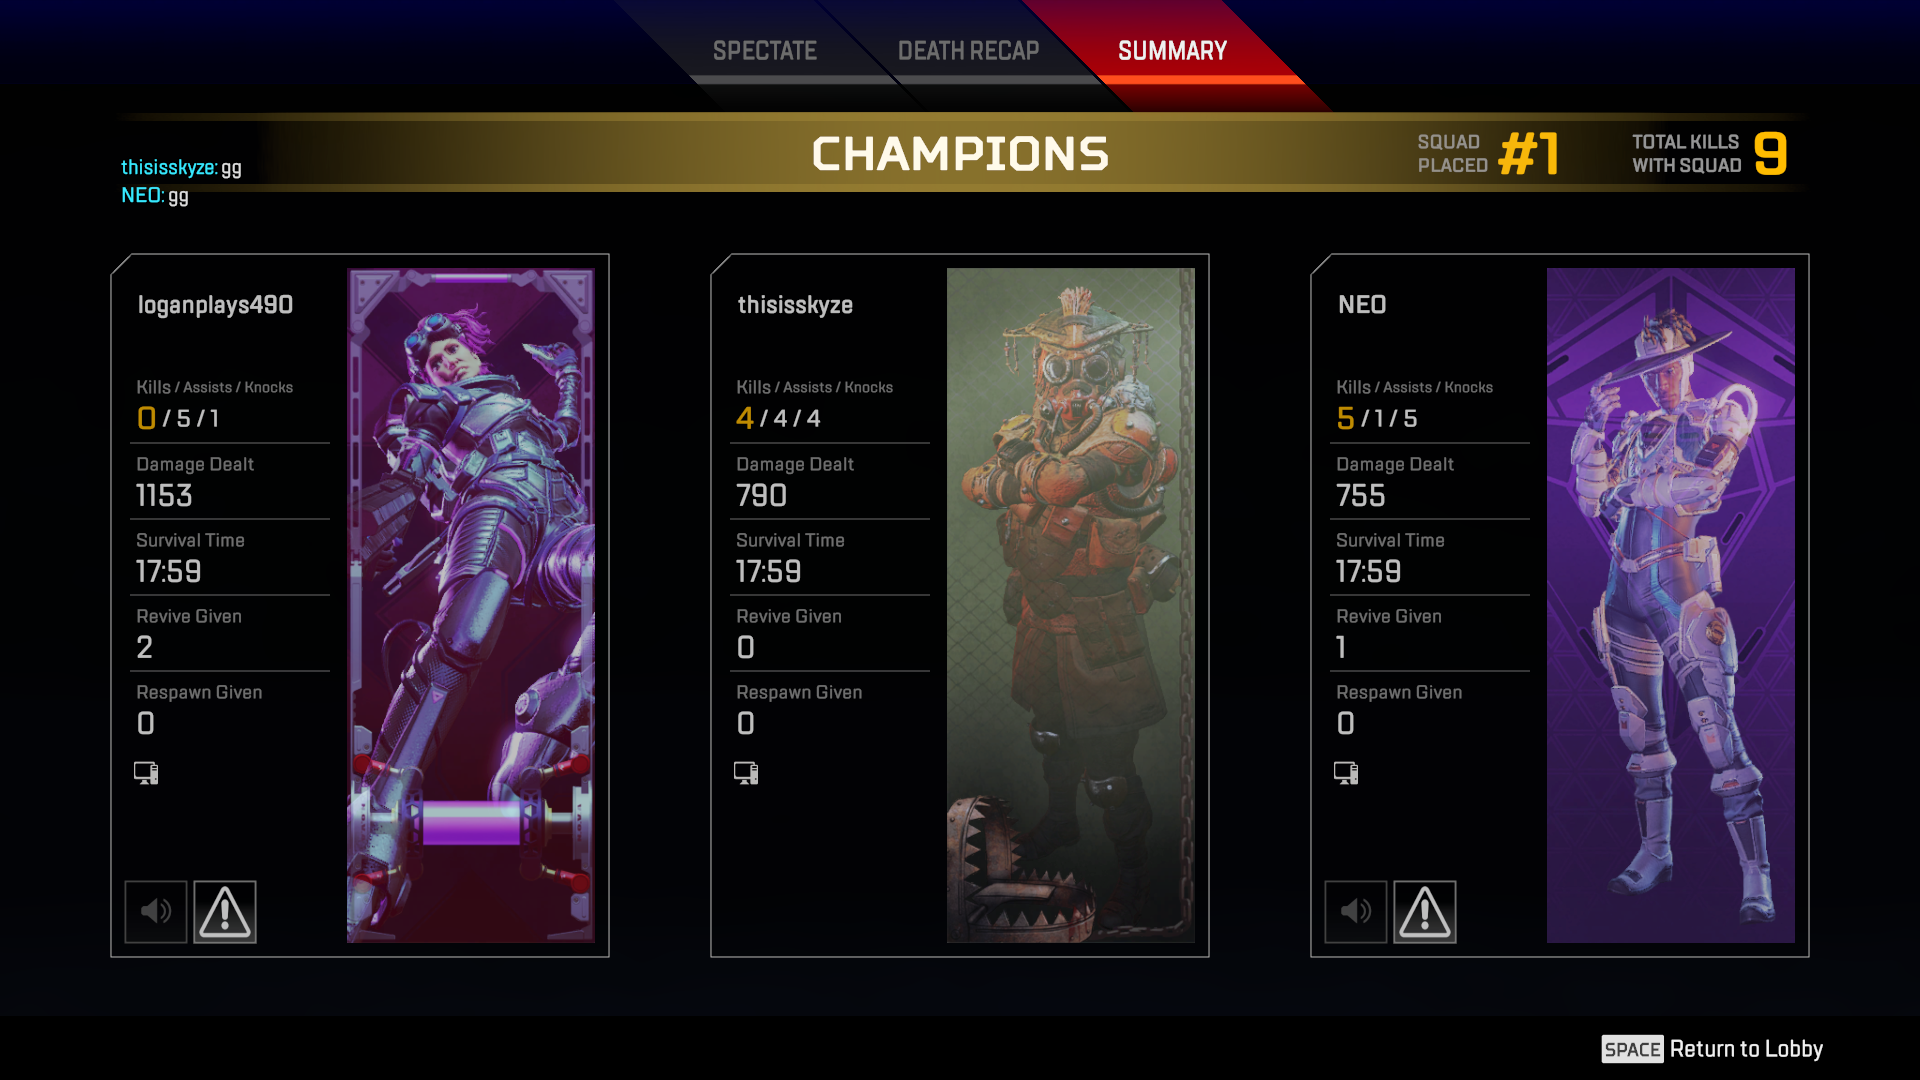 SPECTATE
DEATH RECAP
SUMMARY
CHAMPIONS
SQUAD
PLACED
#1
TOTAL KILLS
WITH SQUAD
9
thisisskyze: gg
NEO: gg
loganplays490
Kills / Assists / Knocks
0 / 5 / 1
Damage Dealt
1153
Survival Time
17:59
Revive Given
2
Respawn Given
0
thisisskyze
Kills / Assists / Knocks
4 / 4 / 4
Damage Dealt
790
Survival Time
17:59
Revive Given
0
Respawn Given
0
NEO
Kills / Assists / Knocks
5 / 1 / 5
Damage Dealt
755
Survival Time
17:59
Revive Given
1
Respawn Given
0
SPACE Return to Lobby